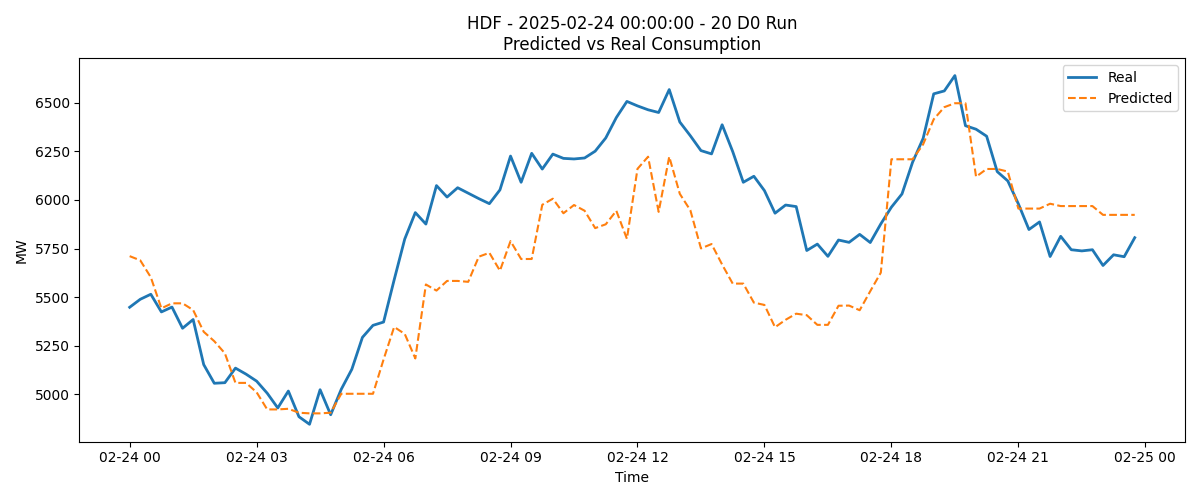 HDF - 2025-02-24 00:00:00 - 20 D0 Run
Predicted vs Real Consumption
Real
Predicted
MW
6500
6250
6000
5750
5500
5250
5000
02-24 00
02-24 03
02-24 06
02-24 09
02-24 12
02-24 15
02-24 18
02-24 21
02-25 00
Time